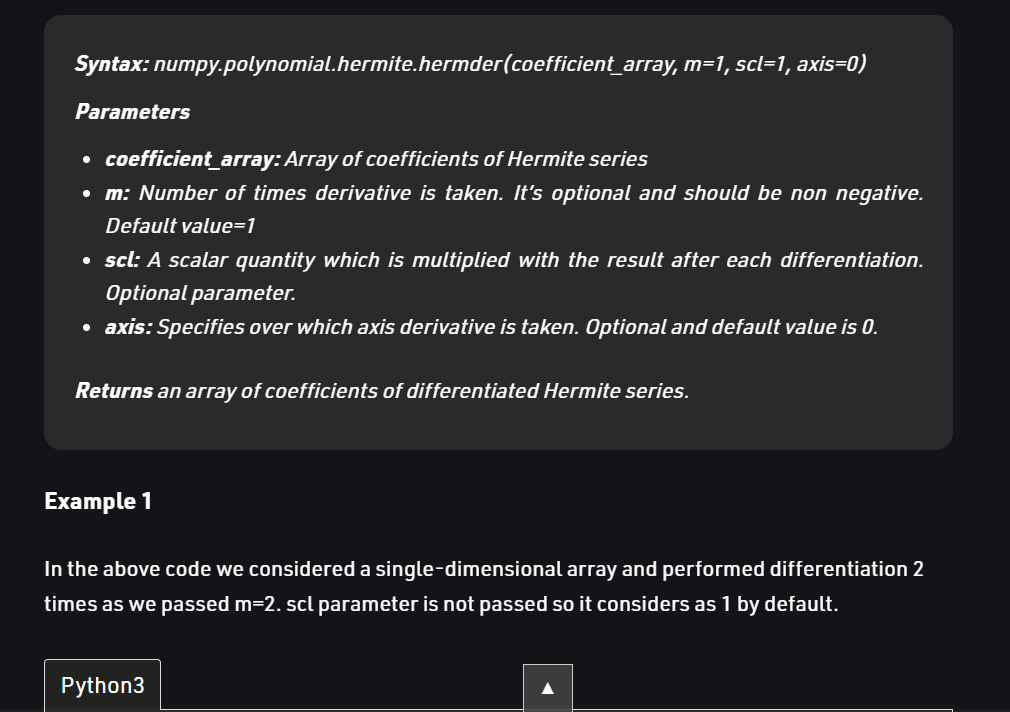 Syntax: numpy.polynomial.hermite.hermder(coefficient_array, m=1, scl=1, axis=0)
Parameters
• coefficient_array: Array of coefficients of Hermite series
• m: Number of times derivative is taken. It's optional and should be non negative.
Default value=1
• scl: A scalar quantity which is multiplied with the result after each differentiation.
Optional parameter.
• axis: Specifies over which axis derivative is taken. Optional and default value is 0.
Returns an array of coefficients of differentiated Hermite series.
Example 1
In the above code we considered a single-dimensional array and performed differentiation 2
times as we passed m=2. scl parameter is not passed so it considers as 1 by default.
Python3
▲